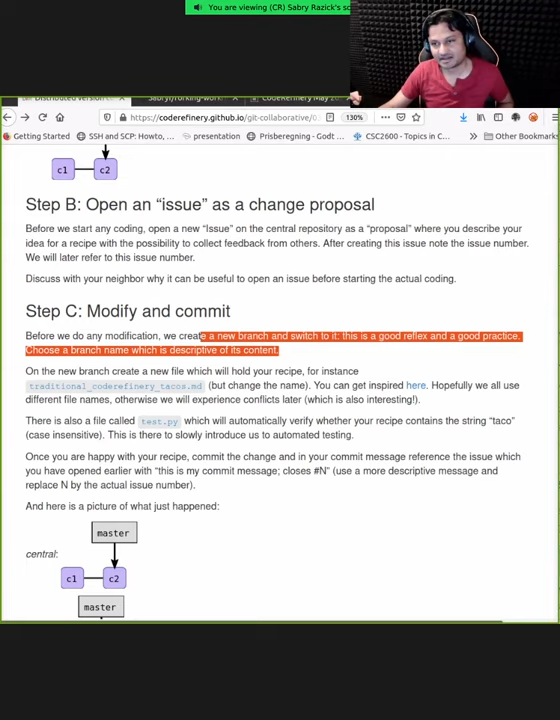 You are viewing (CR) Sabry Razick's sc
Distributed version c
Sabryr/forking-work
CodeRefinery May 20
https://coderefinery.github.io/git-collaborative/0
130%
Getting Started
SSH and SCP: Howto, ...
presentation
Prisberegning - Godt ...
CSC2600 - Topics in C...
Other Bookmarks
c1
c2
Step B: Open an “issue” as a change proposal
Before we start any coding, open a new “Issue” on the central repository as a “proposal” where you describe your
idea for a recipe with the possibility to collect feedback from others. After creating this issue note the issue number.
We will later refer to this issue number.
Discuss with your neighbor why it can be useful to open an issue before starting the actual coding.
Step C: Modify and commit
Before we do any modification, we create a new branch and switch to it: this is a good reflex and a good practice.
Choose a branch name which is descriptive of its content.
On the new branch create a new file which will hold your recipe, for instance
traditional_coderefinery_tacos.md (but change the name). You can get inspired here. Hopefully we all use
different file names, otherwise we will experience conflicts later (which is also interesting!).
There is also a file called test.py which will automatically verify whether your recipe contains the string “taco”
(case insensitive). This is there to slowly introduce us to automated testing.
Once you are happy with your recipe, commit the change and in your commit message reference the issue which
you have opened earlier with “this is my commit message; closes #N” (use a more descriptive message and
replace N by the actual issue number).
And here is a picture of what just happened:
master
central:
c1
c2
master